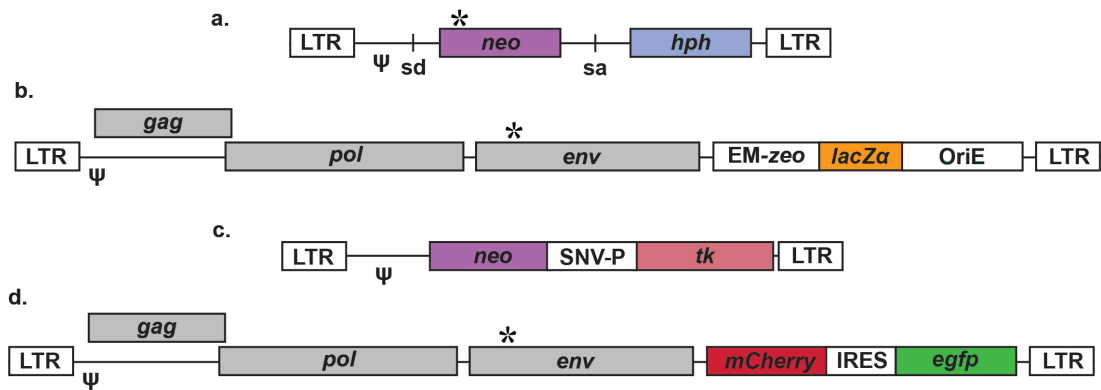 a.
*
LTR neo hph LTR
Ψ sd sa
b.
gag
*
LTR pol env EM-zeo lacZα OriE LTR
Ψ
c.
LTR neo SNV-P tk LTR
Ψ
d.
gag
*
LTR pol env mCherry IRES egfp LTR
Ψ